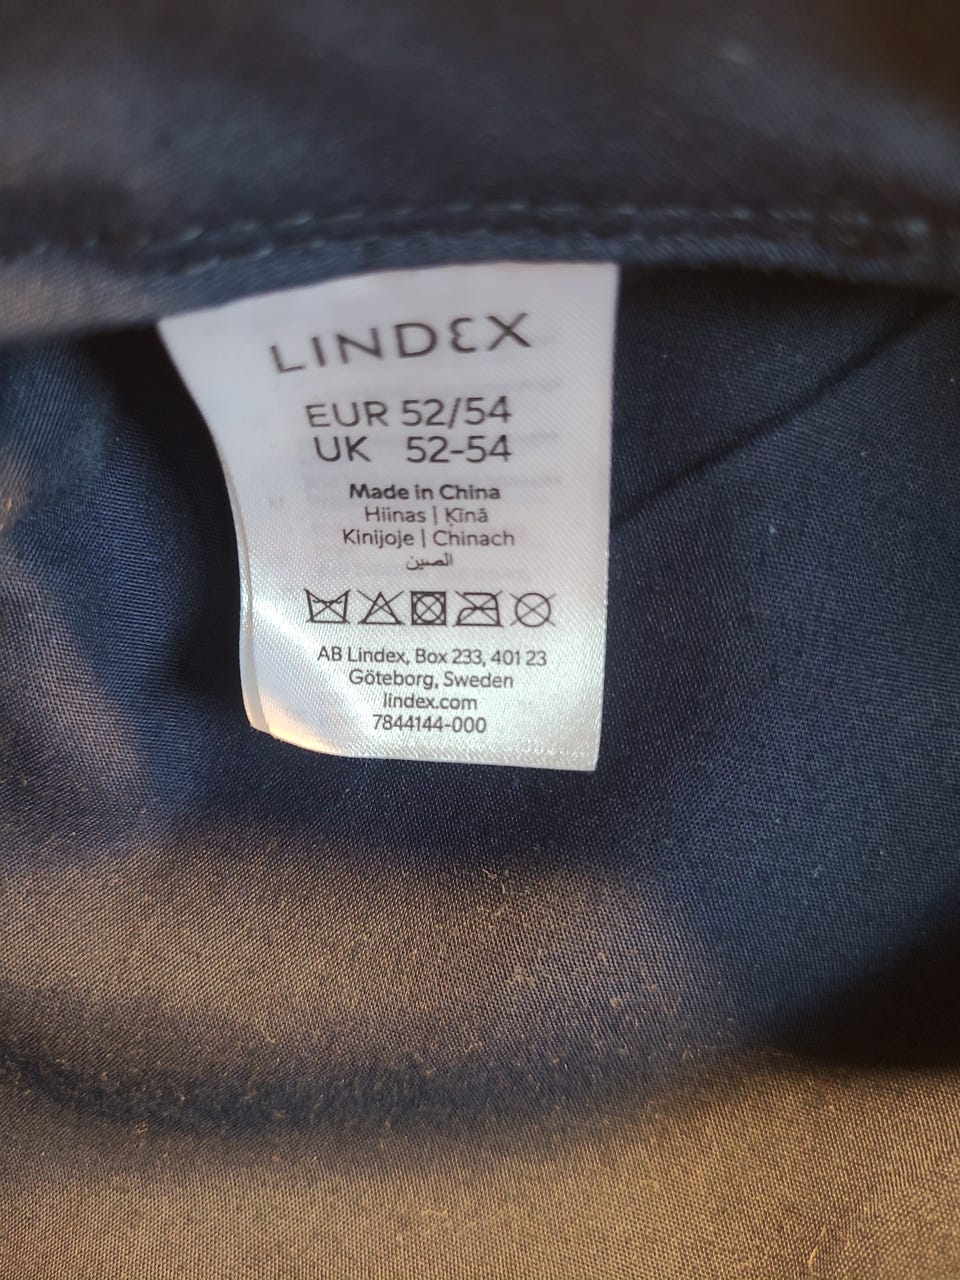 LINDEX
EUR 52/54
UK 52-54
Made in China
Hiinas | Ķīnā
Kinijoje | Chinach
الصين
AB Lindex, Box 233, 401 23
Göteborg, Sweden
lindex.com
7844144-000